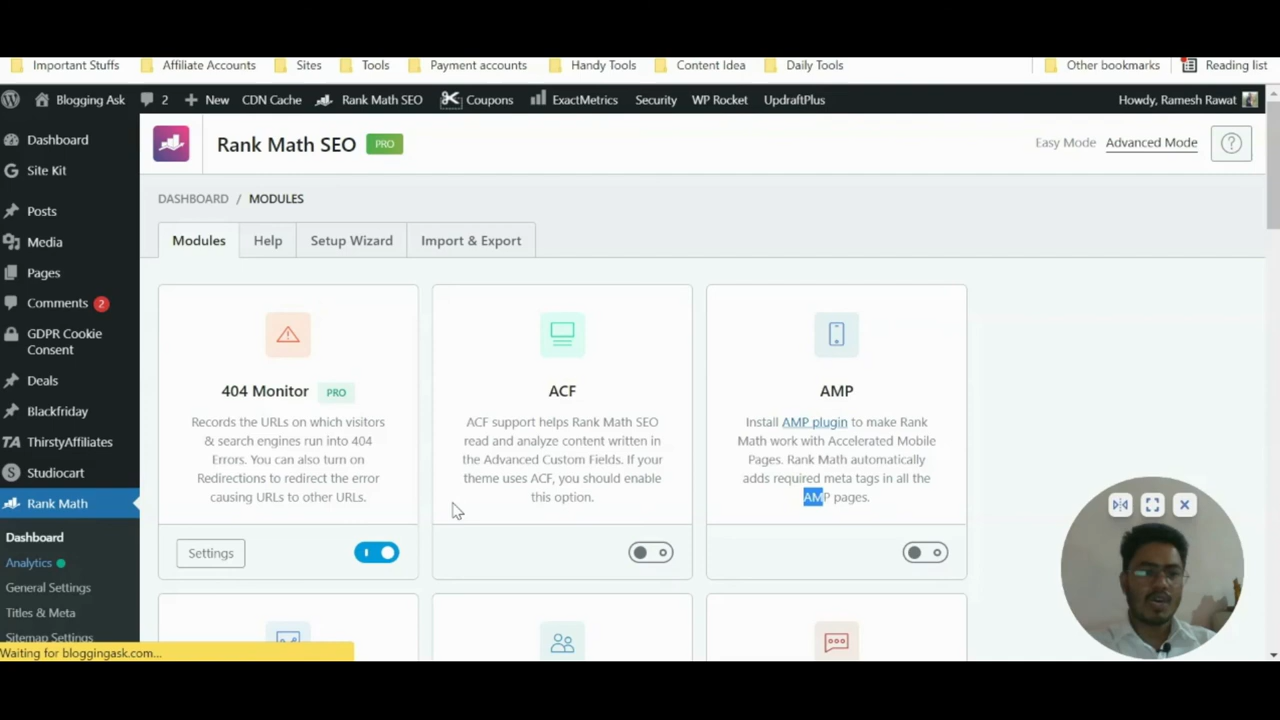 Important Stuffs Affiliate Accounts Sites Tools Payment accounts Handy Tools Content Idea Daily Tools Other bookmarks Reading list
Blogging Ask 2 New CDN Cache Rank Math SEO Coupons ExactMetrics Security WP Rocket UpdraftPlus Howdy, Ramesh Rawat
Dashboard
Site Kit
Posts
Media
Pages
Comments 2
GDPR Cookie
Consent
Deals
Blackfriday
TA ThirstyAffiliates
Studiocart
Rank Math
Dashboard
Analytics
General Settings
Titles & Meta
Sitemap Settings
Waiting for bloggingask.com...
Rank Math SEO PRO
Easy Mode Advanced Mode
DASHBOARD / MODULES
Modules Help Setup Wizard Import & Export
404 Monitor PRO
Records the URLs on which visitors
& search engines run into 404
Errors. You can also turn on
Redirections to redirect the error
causing URLs to other URLs.
Settings
ACF
ACF support helps Rank Math SEO
read and analyze content written in
the Advanced Custom Fields. If your
theme uses ACF, you should enable
this option.
AMP
Install AMP plugin to make Rank
Math work with Accelerated Mobile
Pages. Rank Math automatically
adds required meta tags in all the
AMP pages.